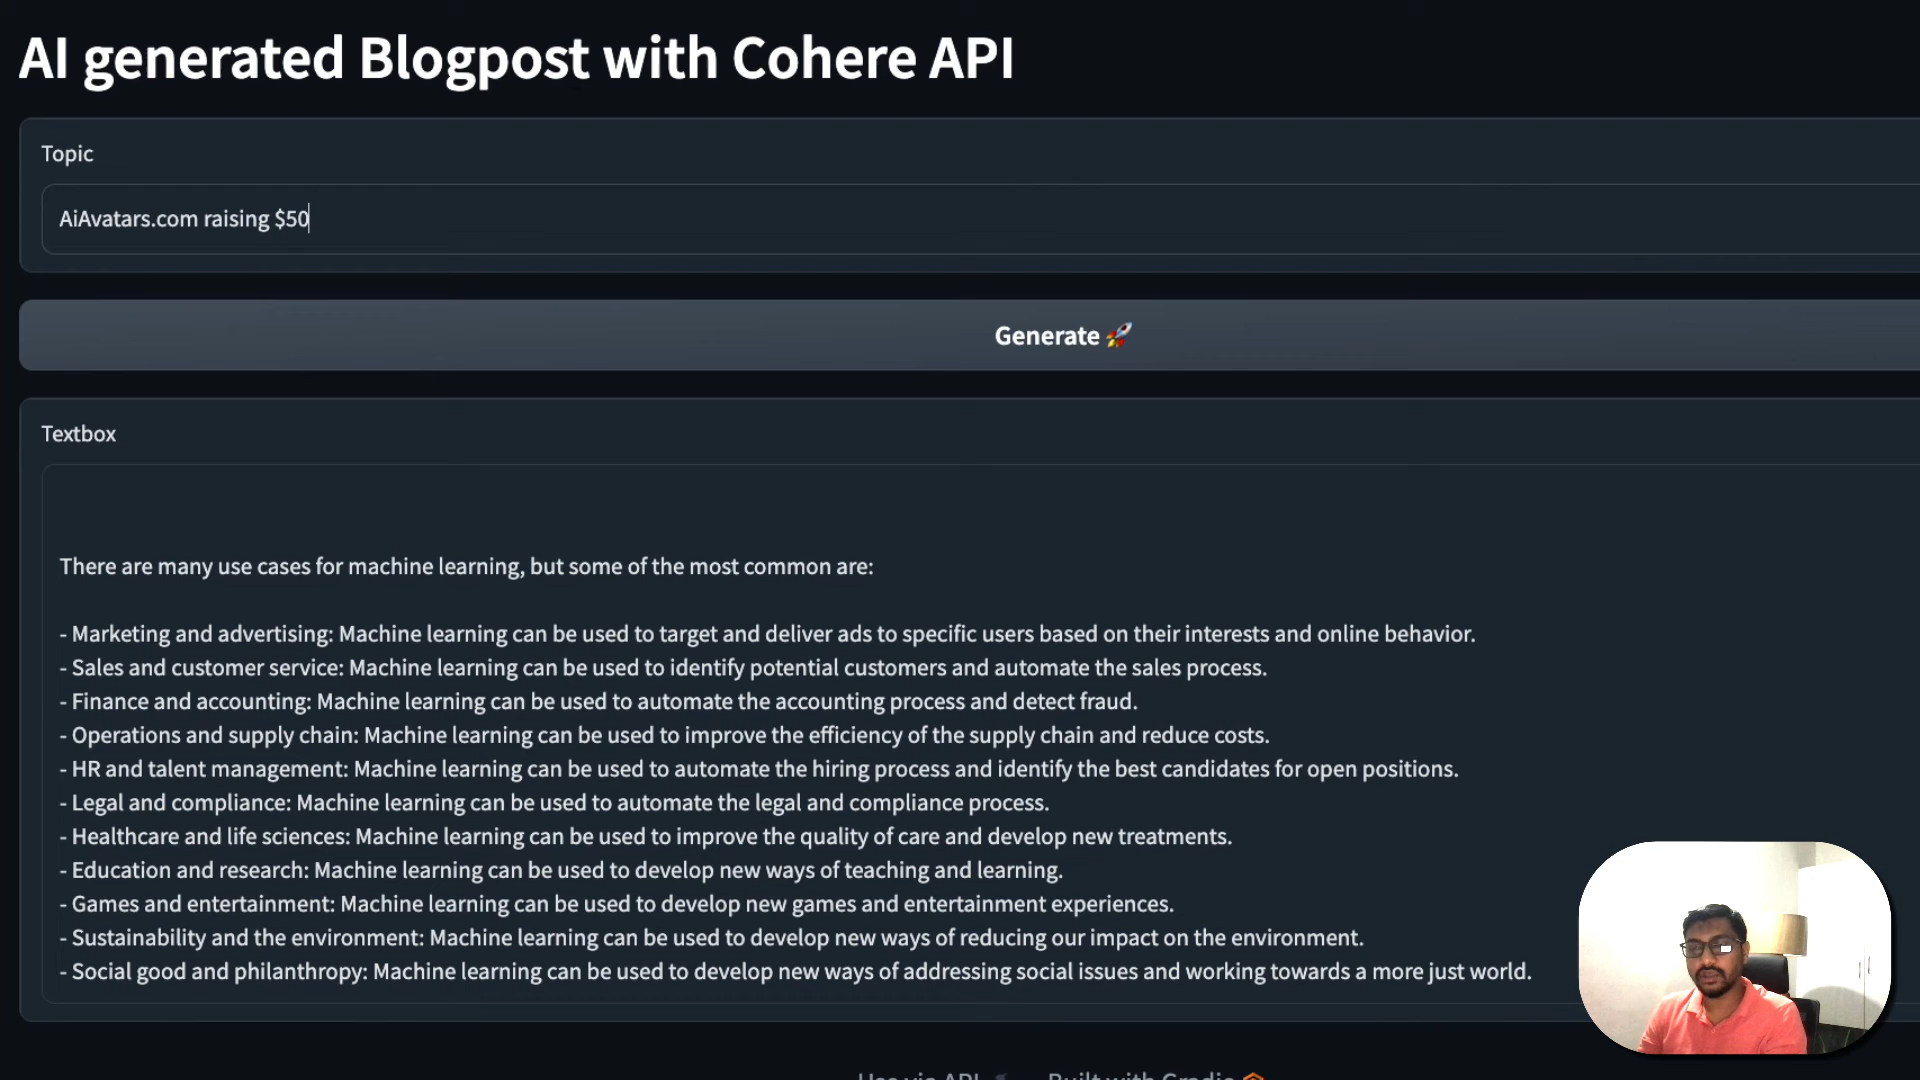 AI generated Blogpost with Cohere API
Topic
AiAvatars.com raising $50
Generate 🚀
Textbox
There are many use cases for machine learning, but some of the most common are:
- Marketing and advertising: Machine learning can be used to target and deliver ads to specific users based on their interests and online behavior.
- Sales and customer service: Machine learning can be used to identify potential customers and automate the sales process.
- Finance and accounting: Machine learning can be used to automate the accounting process and detect fraud.
- Operations and supply chain: Machine learning can be used to improve the efficiency of the supply chain and reduce costs.
- HR and talent management: Machine learning can be used to automate the hiring process and identify the best candidates for open positions.
- Legal and compliance: Machine learning can be used to automate the legal and compliance process.
- Healthcare and life sciences: Machine learning can be used to improve the quality of care and develop new treatments.
- Education and research: Machine learning can be used to develop new ways of teaching and learning.
- Games and entertainment: Machine learning can be used to develop new games and entertainment experiences.
- Sustainability and the environment: Machine learning can be used to develop new ways of reducing our impact on the environment.
- Social good and philanthropy: Machine learning can be used to develop new ways of addressing social issues and working towards a more just world.
Use via API Built with Gradio